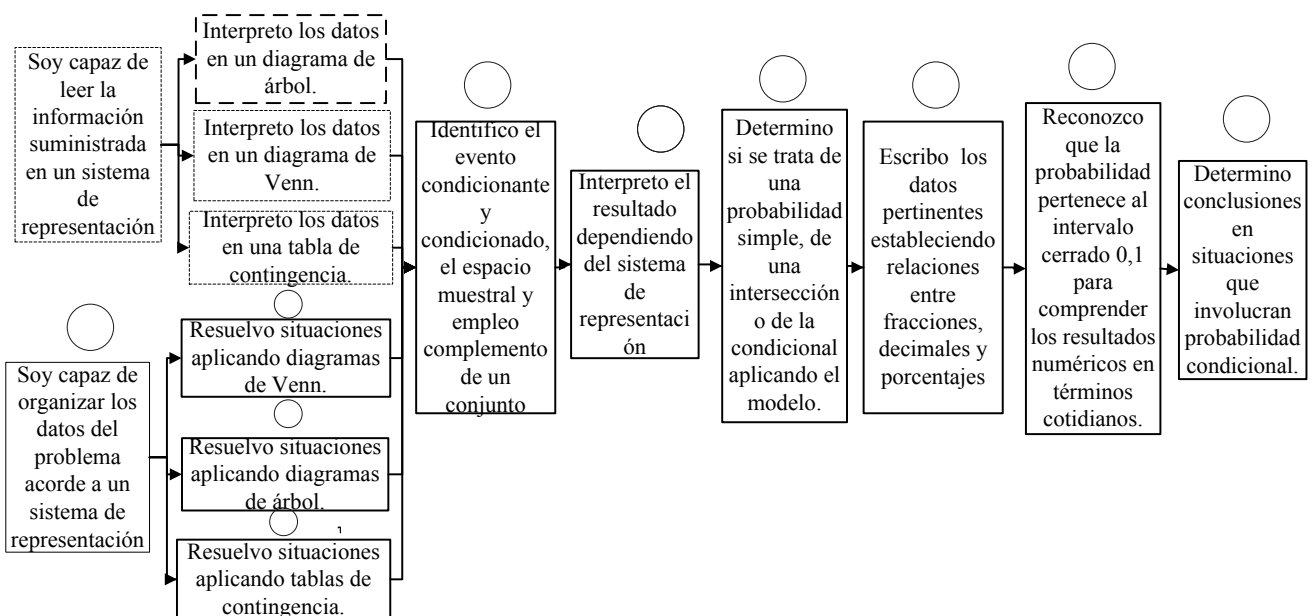 Soy capaz de
leer la
información
suministrada
en un sistema
de
representación
Interpreto los datos
en un diagrama de
árbol.
Interpreto los datos
en un diagrama de
Venn.
Interpreto los datos
en una tabla de
contingencia.
Soy capaz de
organizar los
datos del
problema
acorde a un
sistema de
representación
Resuelvo situaciones
aplicando diagramas
de Venn.
Resuelvo situaciones
aplicando diagramas
de árbol.
Resuelvo situaciones
aplicando tablas de
contingencia.
Identifico el
evento
condicionante
y
condicionado,
el espacio
muestral y
empleo
complemento
de un
conjunto
Interpreto el
resultado
dependiendo
del sistema
de
representaci
ón
Determino
si se trata de
una
probabilidad
simple, de
una
intersección
o de la
condicional
aplicando el
modelo.
Escribo los
datos
pertinentes
estableciendo
relaciones
entre
fracciones,
decimales y
porcentajes
Reconozco
que la
probabilidad
pertenece al
intervalo
cerrado 0,1
para
comprender
los resultados
numéricos en
términos
cotidianos.
Determino
conclusiones
en
situaciones
que
involucran
probabilidad
condicional.